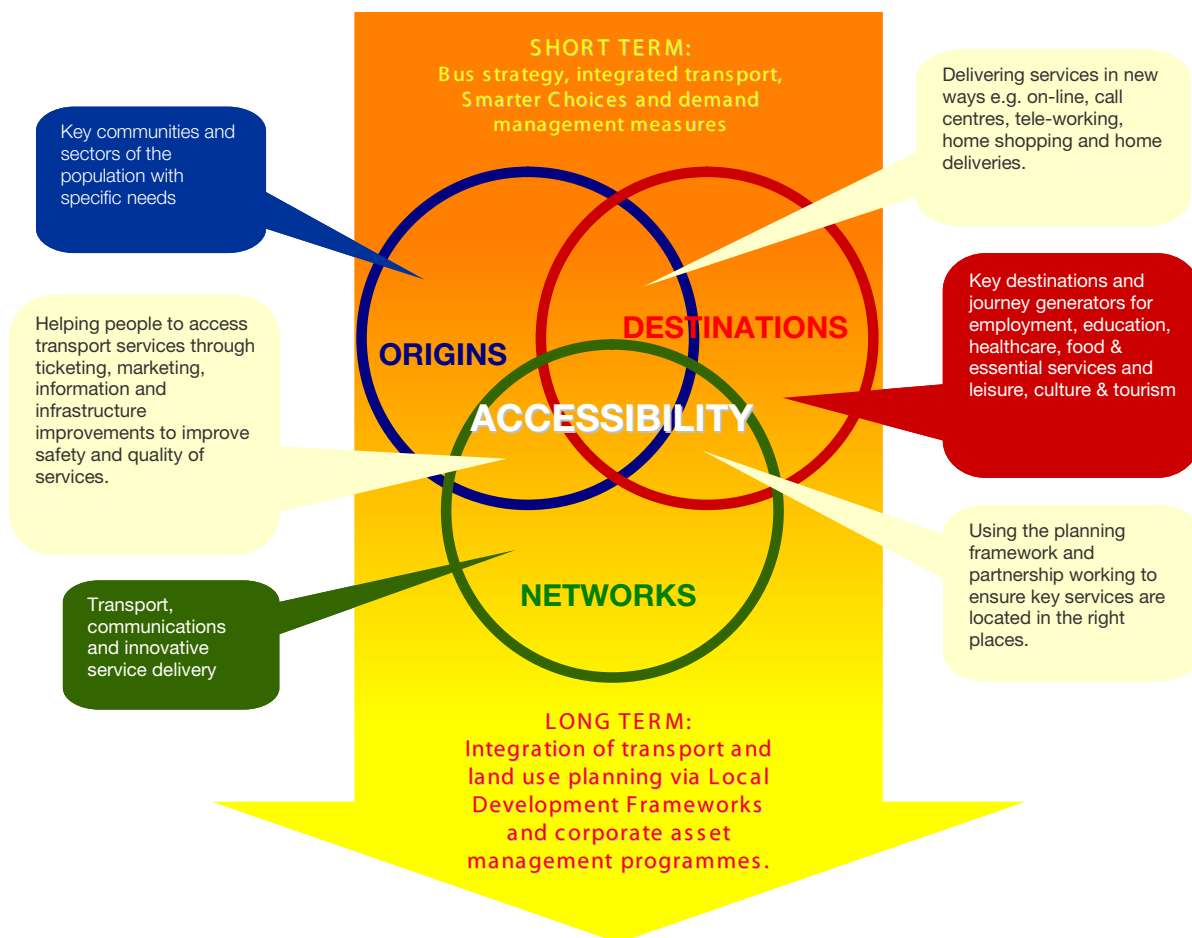 SHORT TERM:
Bus strategy, integrated transport,
Smarter Choices and demand
management measures
Key communities and
sectors of the
population with
specific needs
Delivering services in new
ways e.g. on-line, call
centres, tele-working,
home shopping and home
deliveries.
Helping people to access
transport services through
ticketing, marketing,
information and
infrastructure
improvements to improve
safety and quality of
services.
Key destinations and
journey generators for
employment, education,
healthcare, food &
essential services and
leisure, culture & tourism
DESTINATIONS
ORIGINS
ACCESSIBILITY
NETWORKS
Transport,
communications
and innovative
service delivery
Using the planning
framework and
partnership working to
ensure key services are
located in the right
places.
LONG TERM:
Integration of transport and
land use planning via Local
Development Frameworks
and corporate asset
management programmes.